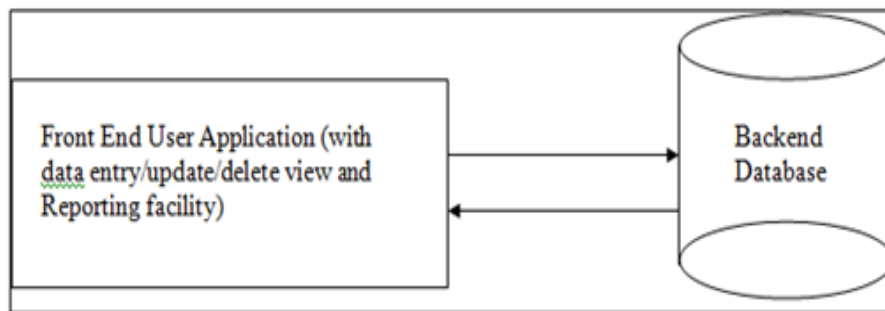 Front End User Application (with
data entry/update/delete view and
Reporting facility)
Backend
Database